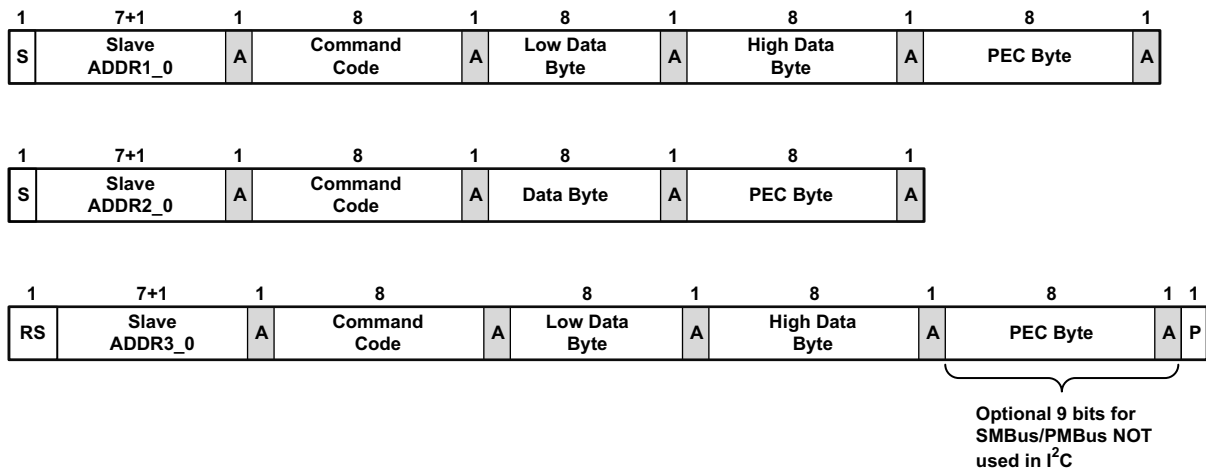 1 7+1 1 8 1 8 1 8 1 8 1
S Slave ADDR1_0 A Command Code A Low Data Byte A High Data Byte A PEC Byte A
1 7+1 1 8 1 8 1 8 1
S Slave ADDR2_0 A Command Code A Data Byte A PEC Byte A
1 7+1 1 8 8 1 8 1 8 1 1
RS Slave ADDR3_0 A Command Code A Low Data Byte A High Data Byte A PEC Byte A P
Optional 9 bits for
SMBus/PMBus NOT
used in I²C